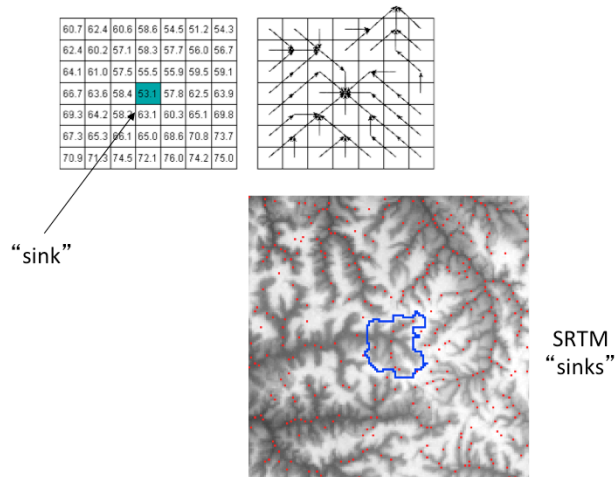 60.7 62.4 60.6 58.6 54.5 51.2 54.3
62.4 60.2 57.1 58.3 57.7 56.0 56.7
64.1 61.0 57.5 55.5 55.9 59.5 59.1
66.7 63.6 58.4 53.1 57.8 62.5 63.9
69.3 64.2 58.2 63.1 60.3 65.1 69.8
67.3 65.3 66.1 65.0 68.6 70.8 73.7
70.9 71.3 74.5 72.1 76.0 74.2 75.0
“sink”
SRTM
“sinks”